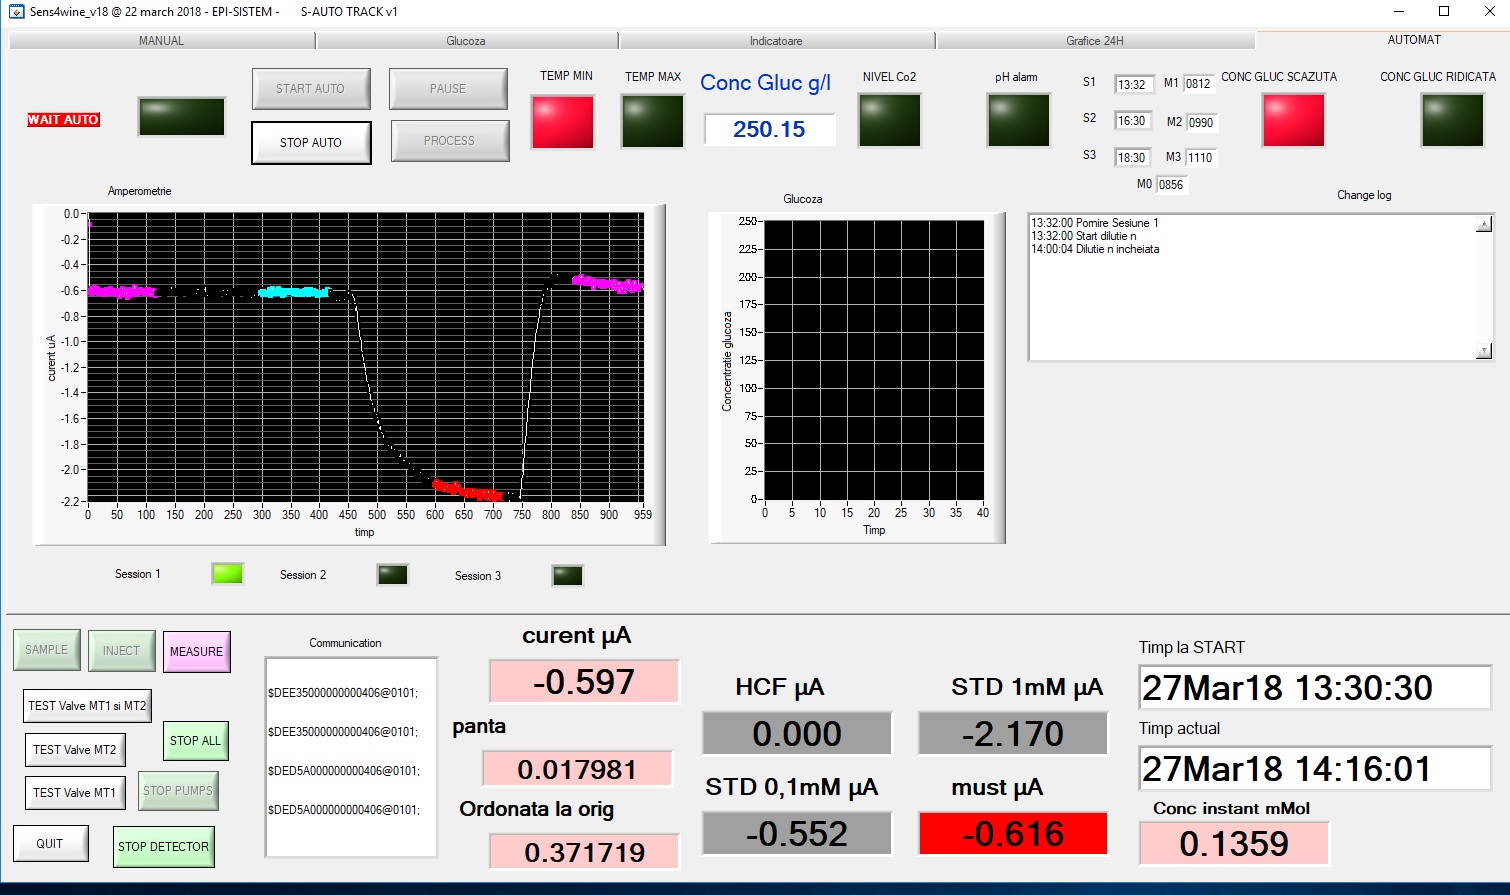 Sens4wine_v18 @ 22 march 2018 - EPI-SISTEM - S-AUTO TRACK v1
MANUAL Glucoza Indicatoare Grafice 24H AUTOMAT
WAIT AUTO
START AUTO PAUSE
STOP AUTO PROCESS
TEMP MIN TEMP MAX
Conc Gluc g/l
250.15
NIVEL Co2
pH alarm
S1 13:32 M1 0812
S2 16:30 M2 0990
S3 18:30 M3 1110
M0 0856
CONC GLUC SCAZUTA
CONC GLUC RIDICATA
Amperometrie
curent uA
0.0
-0.2
-0.4
-0.6
-0.8
-1.0
-1.2
-1.4
-1.6
-1.8
-2.0
-2.2
0 50 100 150 200 250 300 350 400 450 500 550 600 650 700 750 800 850 900 959
timp
Glucoza
Concentratie glucoza
250
225
200
175
150
125
100
75
50
25
0
0 5 10 15 20 25 30 35 40
Timp
Change log
13:32:00 Pornire Sesiune 1
13:32:00 Start dilutie n
14:00:04 Dilutie n incheiata
Session 1 Session 2 Session 3
SAMPLE INJECT MEASURE
TEST Valve MT1 si MT2
TEST Valve MT2
STOP ALL
TEST Valve MT1
STOP PUMPS
QUIT
STOP DETECTOR
Communication
$DEE35000000000406@0101;
$DEE35000000000406@0101;
$DED5A000000000406@0101;
$DED5A000000000406@0101;
curent µA
-0.597
panta
0.017981
Ordonata la orig
0.371719
HCF µA
0.000
STD 0,1mM µA
-0.552
STD 1mM µA
-2.170
must µA
-0.616
Timp la START
27Mar18 13:30:30
Timp actual
27Mar18 14:16:01
Conc instant mMol
0.1359